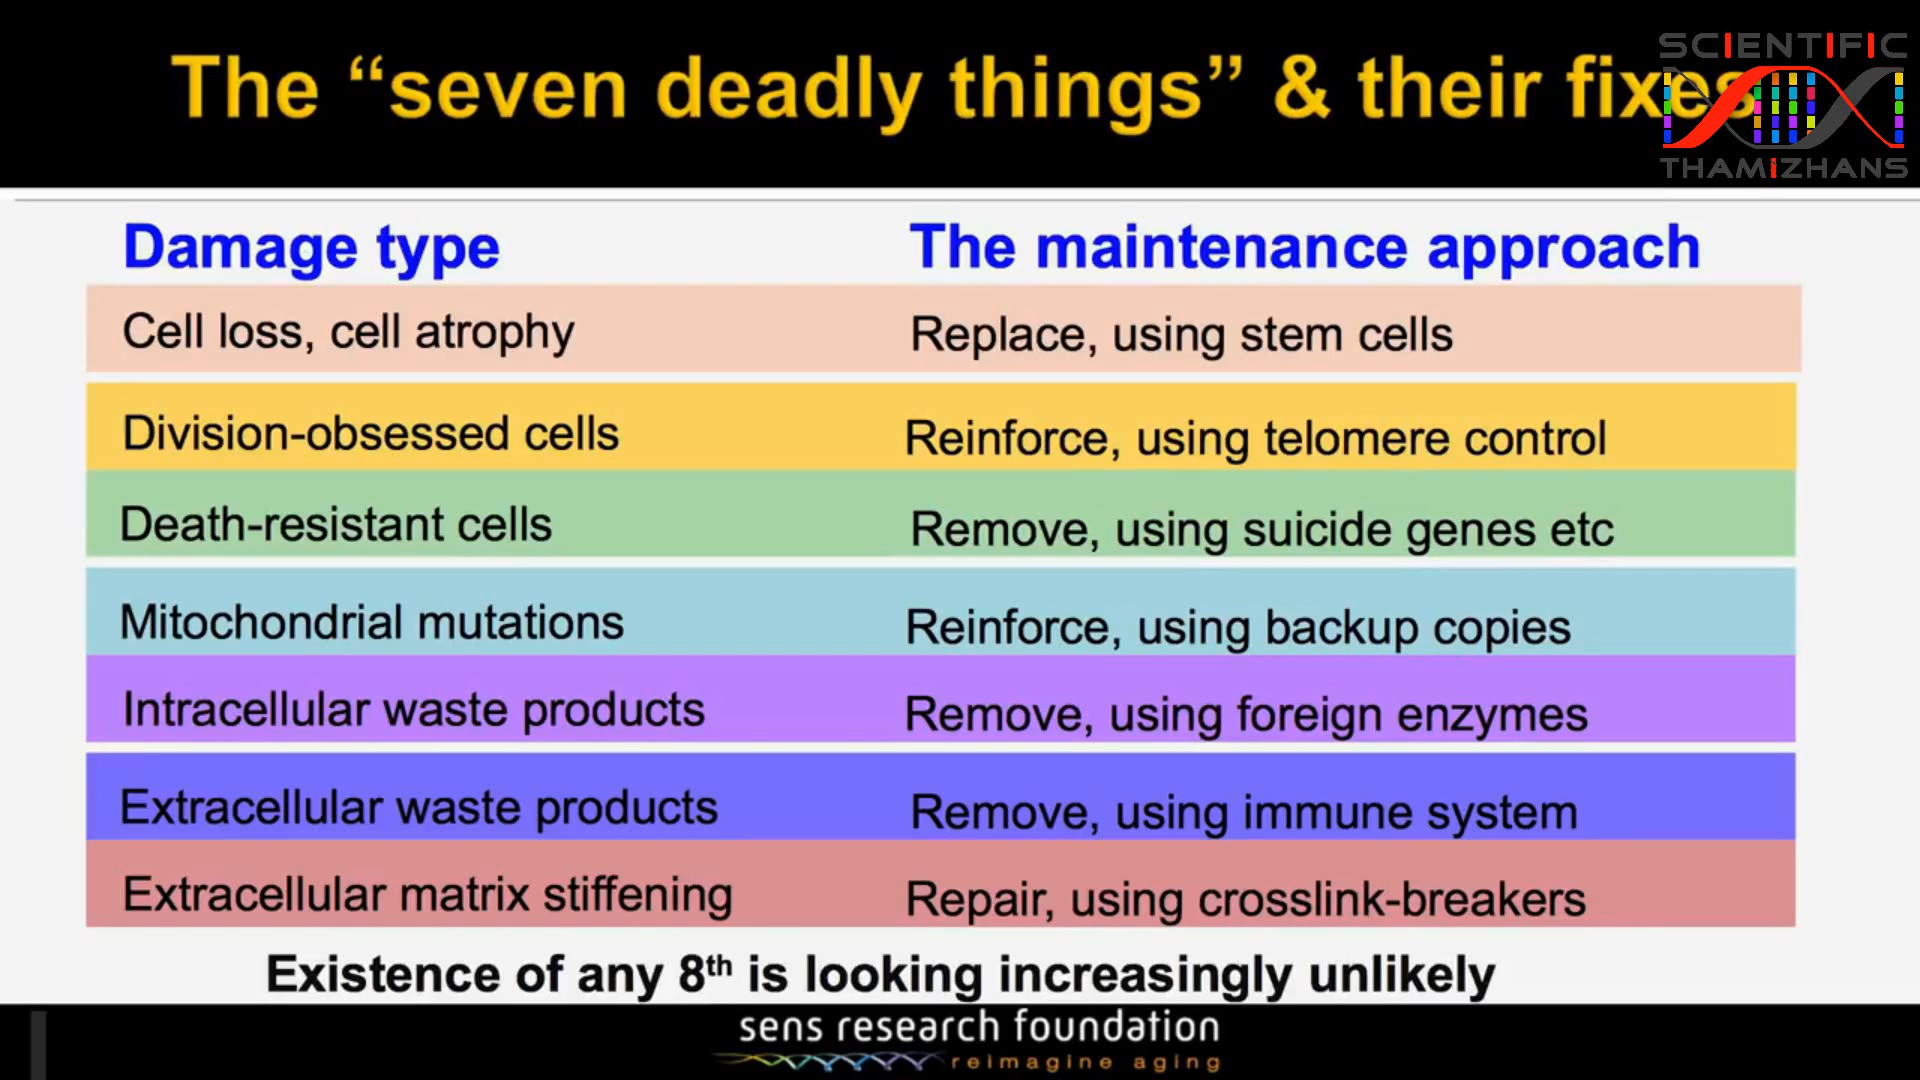 The “seven deadly things” & their fixes
SCIENTIFIC
THAMIZHANS
Damage type The maintenance approach
Cell loss, cell atrophy Replace, using stem cells
Division-obsessed cells Reinforce, using telomere control
Death-resistant cells Remove, using suicide genes etc
Mitochondrial mutations Reinforce, using backup copies
Intracellular waste products Remove, using foreign enzymes
Extracellular waste products Remove, using immune system
Extracellular matrix stiffening Repair, using crosslink-breakers
Existence of any 8th is looking increasingly unlikely
sens research foundation
reimagine aging